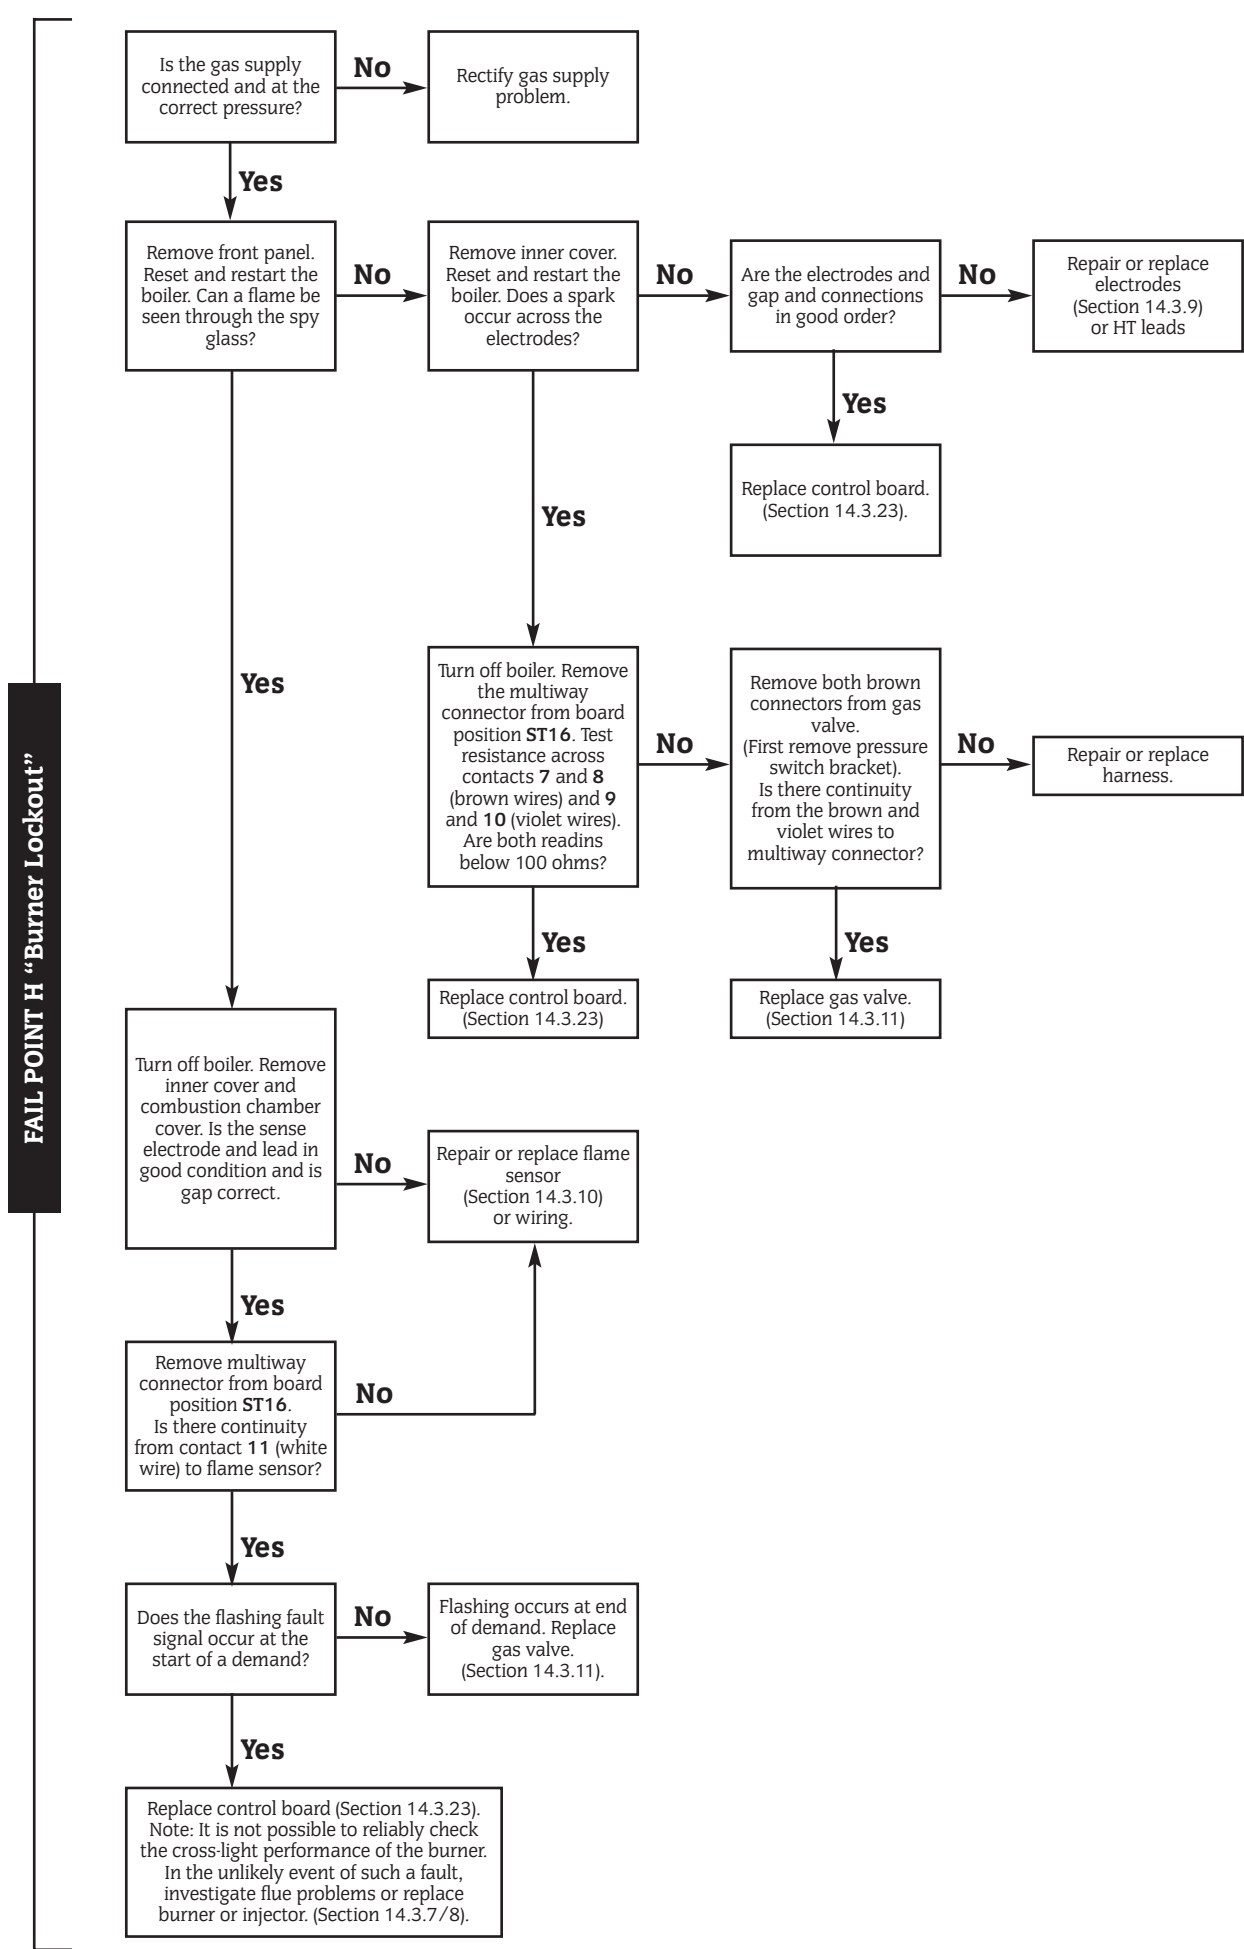 FAIL POINT H “Burner Lockout”
Is the gas supply
connected and at the
correct pressure?
No
Rectify gas supply
problem.
Yes
Remove front panel.
Reset and restart the
boiler. Can a flame be
seen through the spy
glass?
No
Remove inner cover.
Reset and restart the
boiler. Does a spark
occur across the
electrodes?
No
Are the electrodes and
gap and connections
in good order?
No
Repair or replace
electrodes
(Section 14.3.9)
or HT leads
Yes
Replace control board.
(Section 14.3.23).
Yes
Yes
Turn off boiler. Remove
the multiway
connector from board
position ST16. Test
resistance across
contacts 7 and 8
(brown wires) and 9
and 10 (violet wires).
Are both readins
below 100 ohms?
No
Remove both brown
connectors from gas
valve.
(First remove pressure
switch bracket).
Is there continuity
from the brown and
violet wires to
multiway connector?
No
Repair or replace
harness.
Yes
Replace control board.
(Section 14.3.23)
Yes
Replace gas valve.
(Section 14.3.11)
Turn off boiler. Remove
inner cover and
combustion chamber
cover. Is the sense
electrode and lead in
good condition and is
gap correct.
No
Repair or replace flame
sensor
(Section 14.3.10)
or wiring.
Yes
Remove multiway
connector from board
position ST16.
Is there continuity
from contact 11 (white
wire) to flame sensor?
No
Yes
Does the flashing fault
signal occur at the
start of a demand?
No
Flashing occurs at end
of demand. Replace
gas valve.
(Section 14.3.11).
Yes
Replace control board (Section 14.3.23).
Note: It is not possible to reliably check
the cross-light performance of the burner.
In the unlikely event of such a fault,
investigate flue problems or replace
burner or injector. (Section 14.3.7/8).